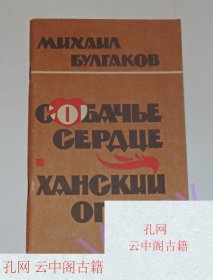 МИХАИЛ
БУЛГАКОВ
СОБАЧЬЕ
СЕРДЦЕ
ХАНСКИЙ
ОГ
孔网
云中阁古籍
孔网
云中阁古籍